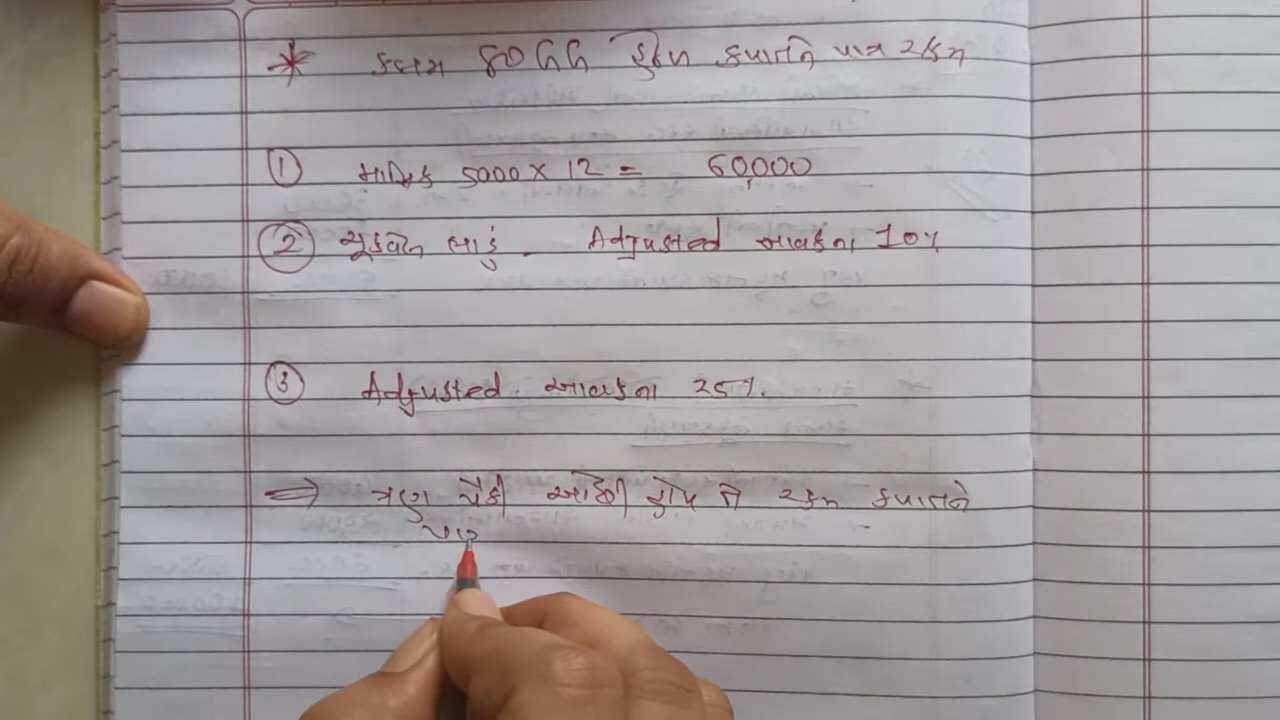 * કલમ 80GG હેઠળ કપાતને પાત્ર રકમ
① માસિક 5000 × 12 = 60,000
② ચૂકવેલ ભાડું - Adjusted આવકના 10%
③ Adjusted આવકના 25%.
⇒ ત્રણ પૈકી ઓછી હોય તે રકમ કપાતને